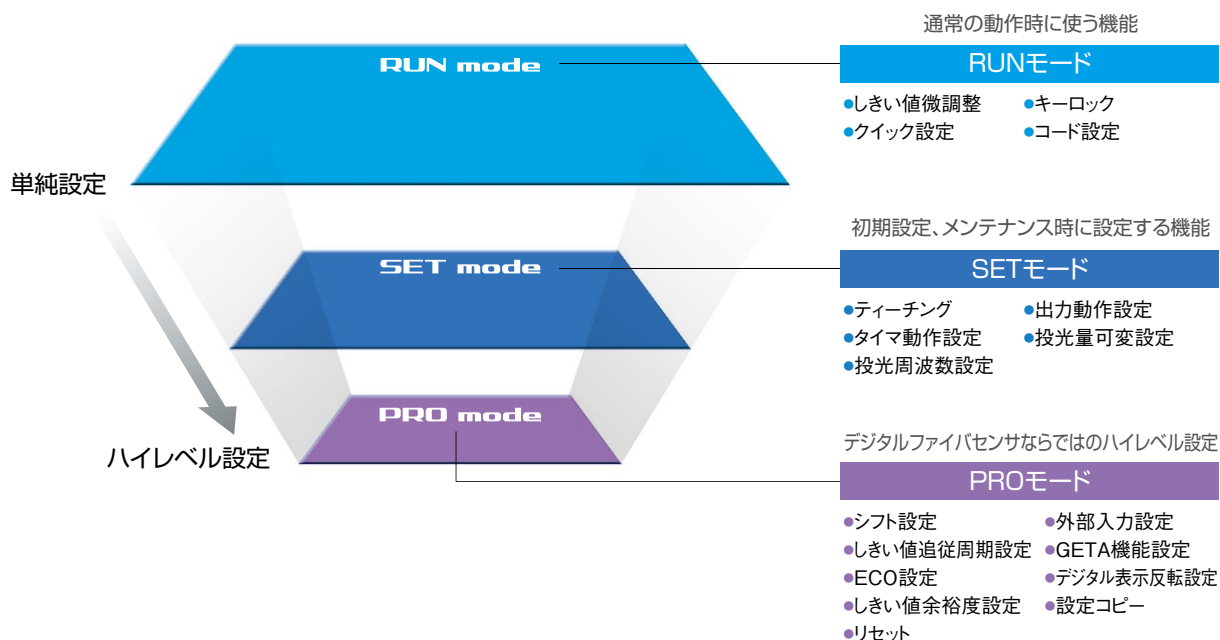 通常の動作時に使う機能
RUN mode
RUNモード
●しきい値微調整 ●キーロック
●クイック設定 ●コード設定
単純設定
初期設定、メンテナンス時に設定する機能
SET mode
SETモード
●ティーチング ●出力動作設定
●タイマ動作設定 ●投光量可変設定
●投光周波数設定
PRO mode
ハイレベル設定
デジタルファイバセンサならではのハイレベル設定
PROモード
●シフト設定 ●外部入力設定
●しきい値追従周期設定 ●GETA機能設定
●ECO設定 ●デジタル表示反転設定
●しきい値余裕度設定 ●設定コピー
●リセット